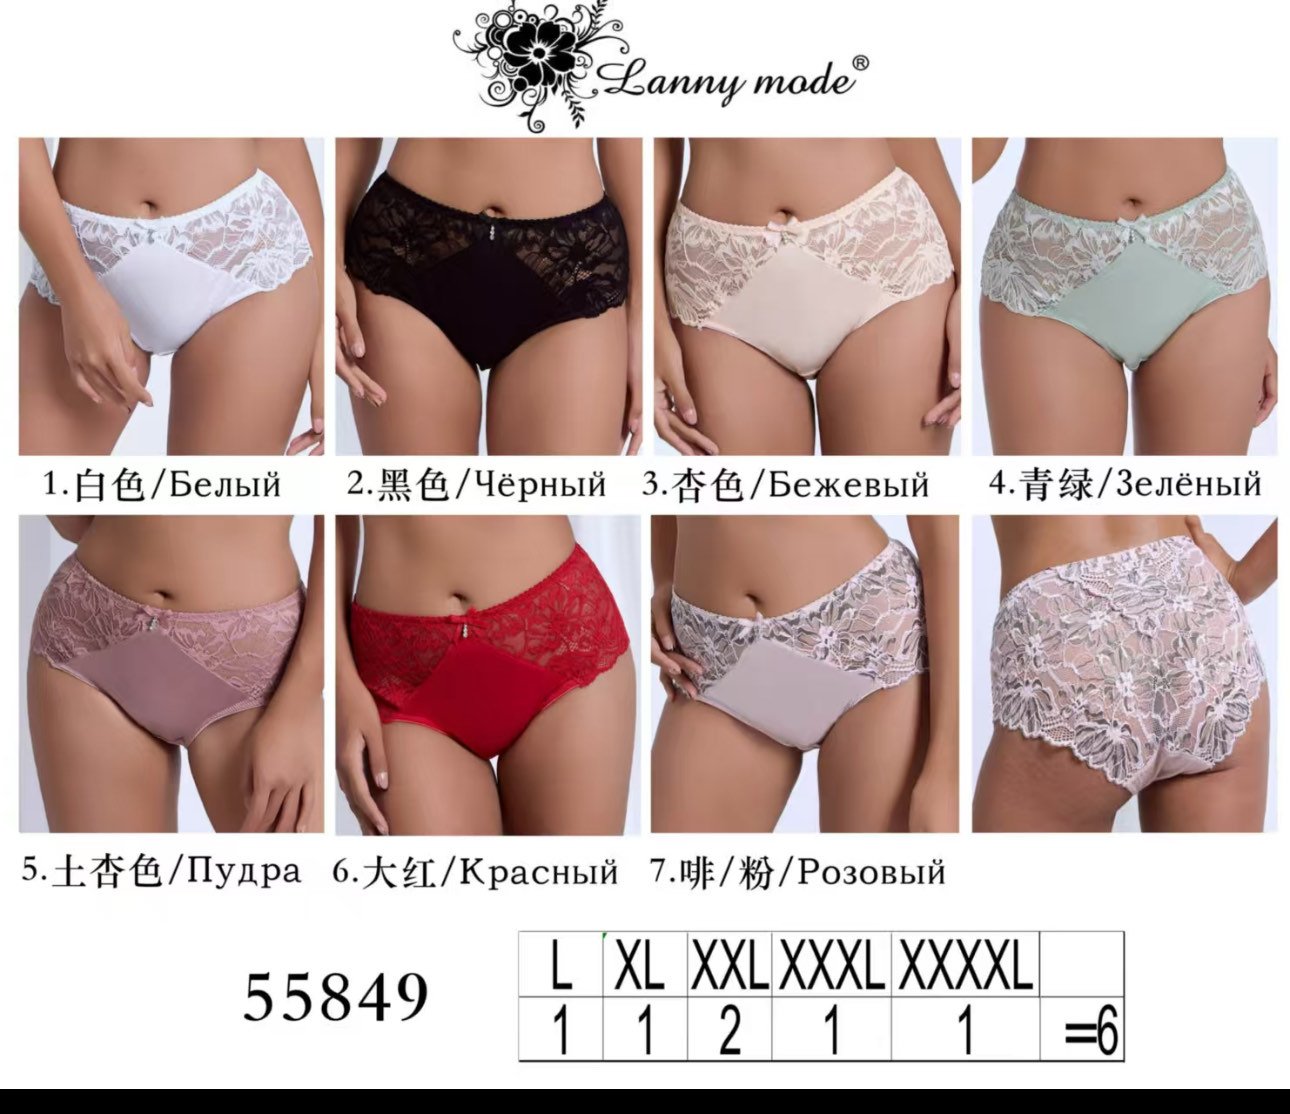 Lanny mode®
1.白色/Белый
2.黑色/Чёрный
3.杏色/Бежевый
4.青绿/Зелёный
5.土杏色/Пудра
6.大红/Красный
7.啡/粉/Розовый
55849
L XL XXL XXXL XXXXL
1 1 2 1 1 =6